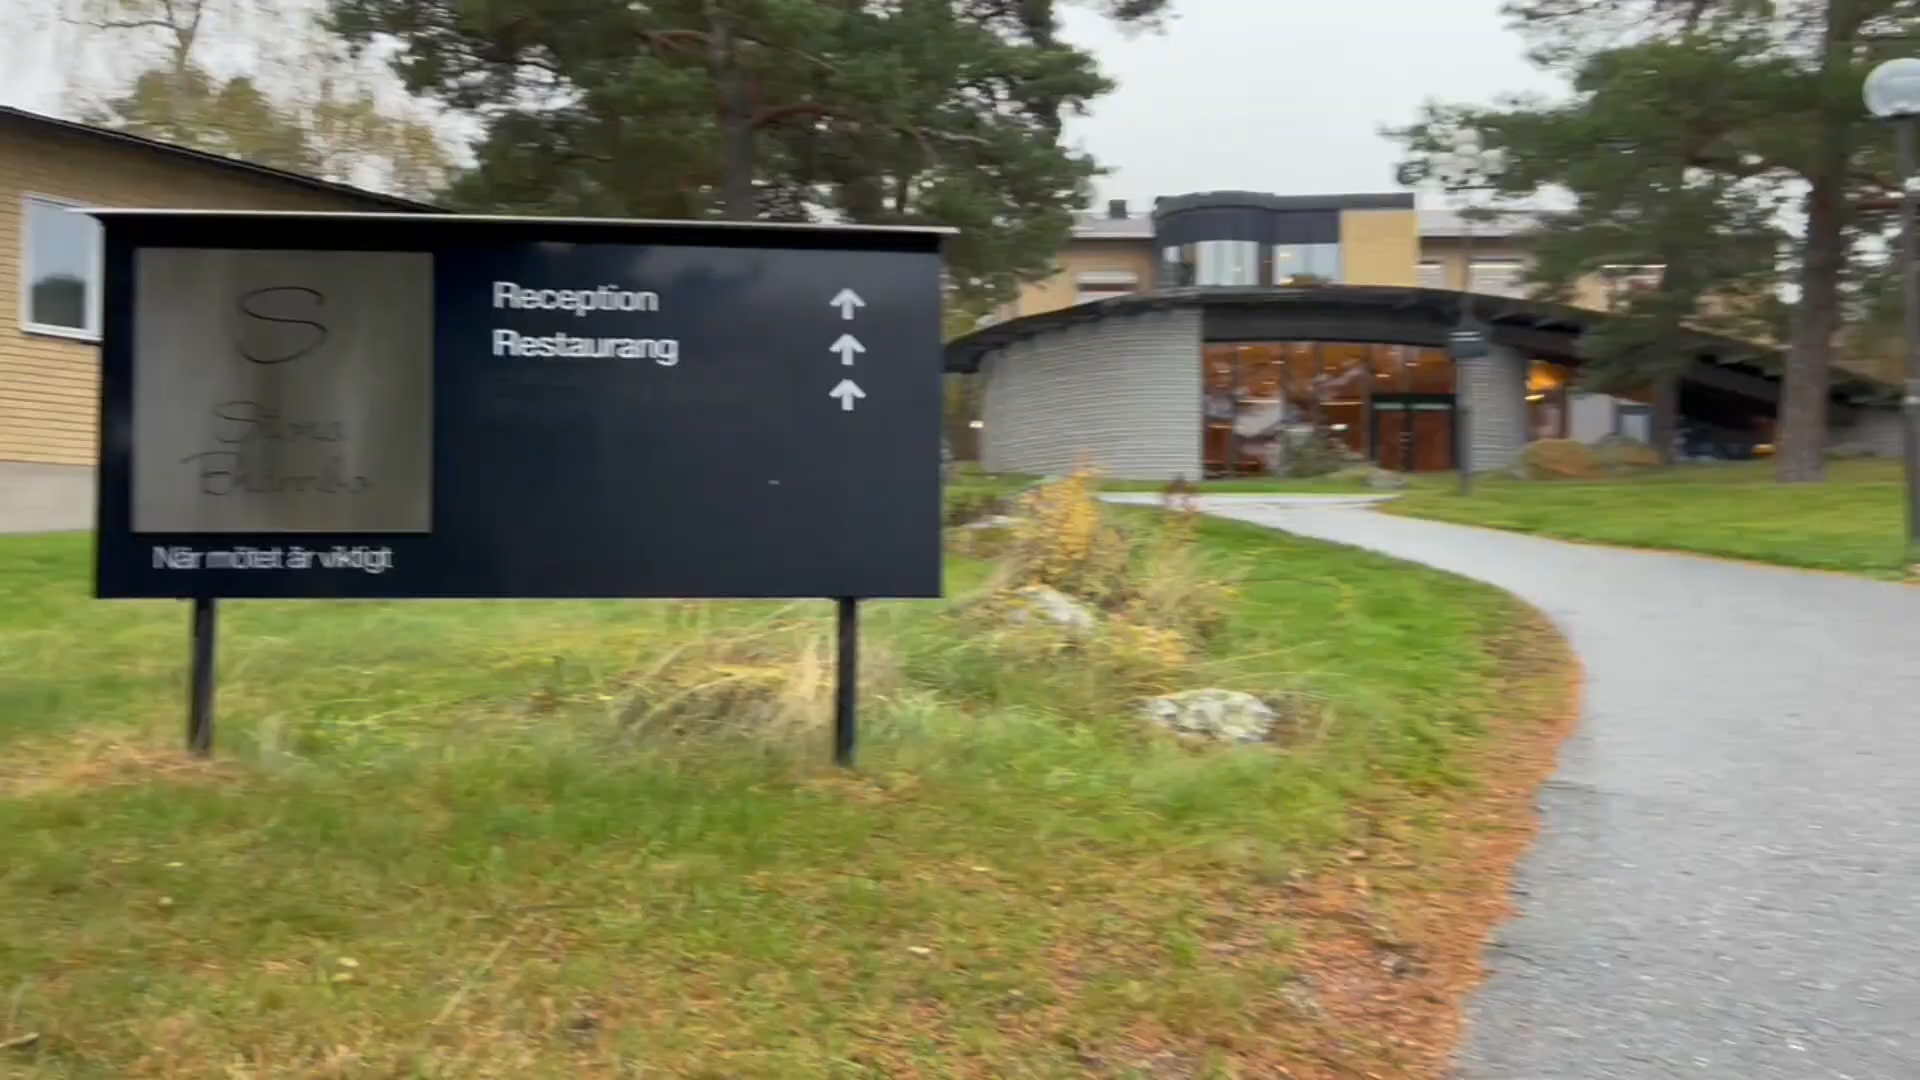 S
Reception ↑
Restaurang ↑
↑
När mötet är viktigt